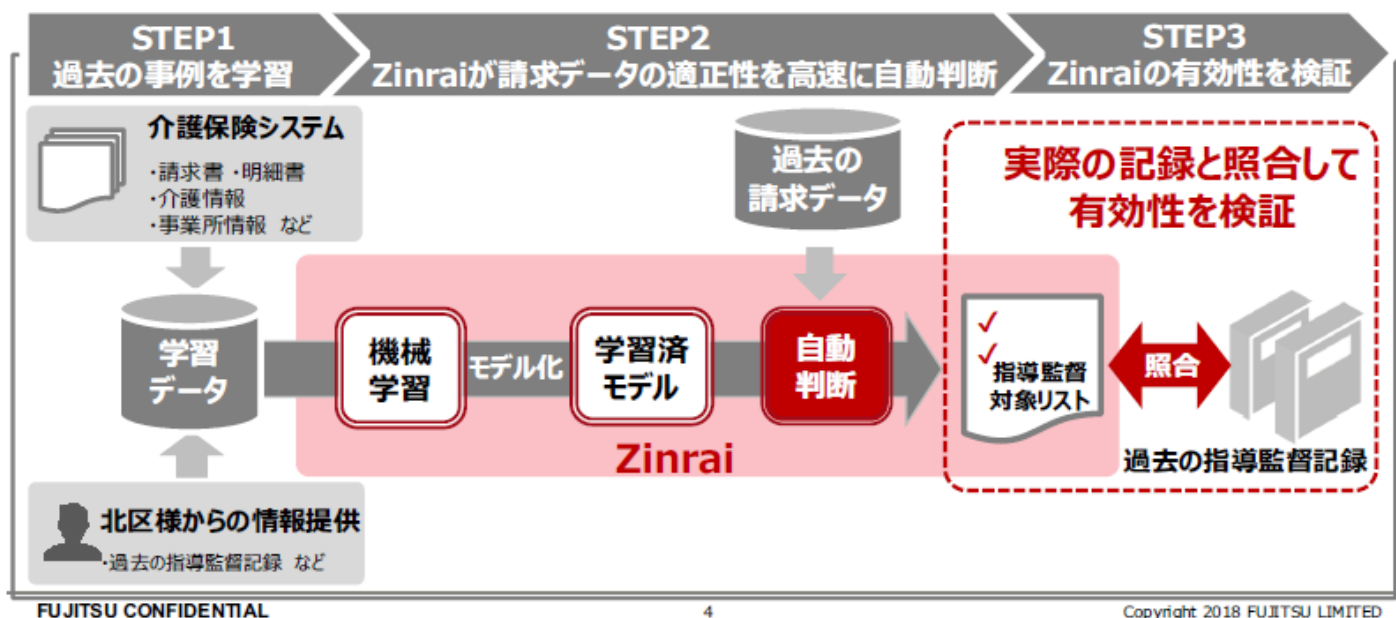 STEP1
過去の事例を学習
STEP2
Zinraiが請求データの適正性を高速に自動判断
STEP3
Zinraiの有効性を検証
介護保険システム
・請求書 ・明細書
・介護情報
・事業所情報 など
過去の
請求データ
実際の記録と照合して
有効性を検証
学習
データ
機械
学習
モデル化
学習済
モデル
自動
判断
指導監督
対象リスト
照合
過去の指導監督記録
Zinrai
北区様からの情報提供
・過去の指導監督記録 など
FUJITSU CONFIDENTIAL
4
Copyright 2018 FUJITSU LIMITED